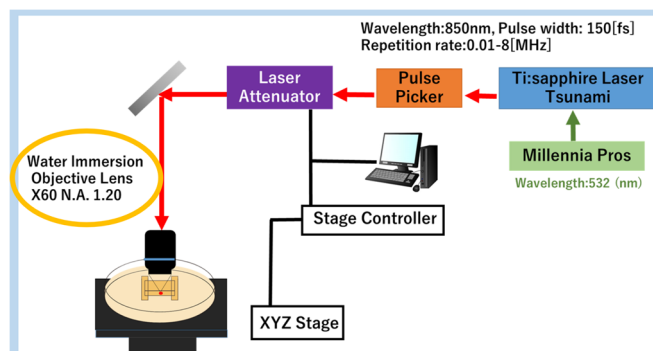 Wavelength:850nm, Pulse width: 150[fs]
Repetition rate:0.01-8[MHz]
Laser
Attenuator
Pulse
Picker
Ti:sapphire Laser
Tsunami
Millennia Pros
Wavelength:532 (nm)
Water Immersion
Objective Lens
X60 N.A. 1.20
Stage Controller
XYZ Stage